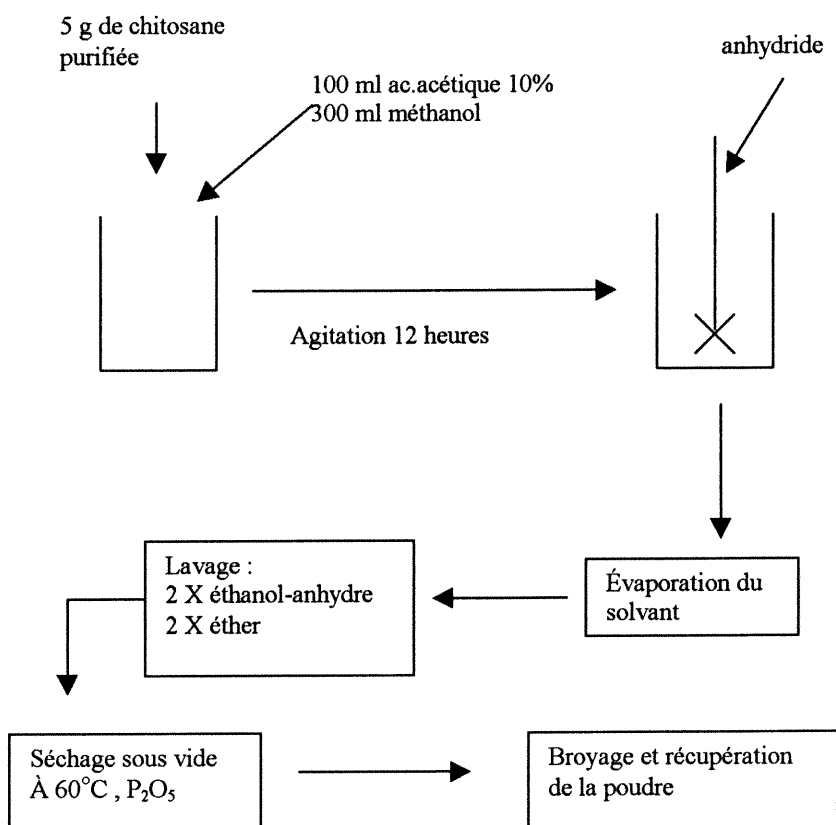 5 g de chitosane
purifiée
100 ml ac.acétique 10%
300 ml méthanol
anhydride
Agitation 12 heures
Évaporation du
solvant
Lavage :
2 X éthanol-anhydre
2 X éther
Séchage sous vide
À 60°C , P₂O₅
Broyage et récupération
de la poudre